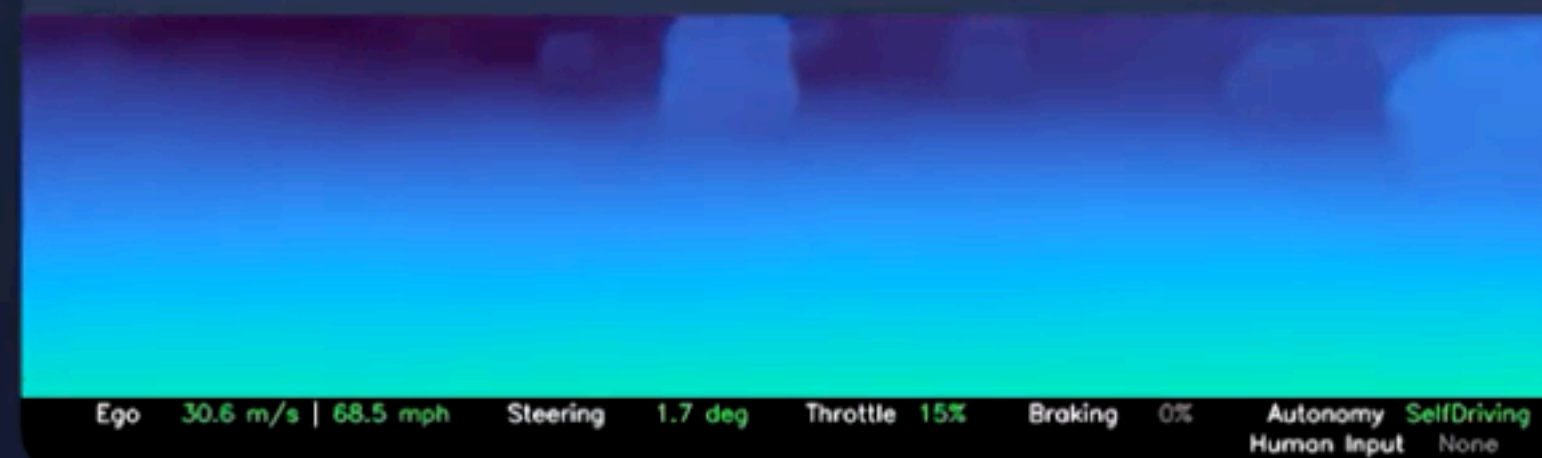 Ego 30.6 m/s | 68.5 mph Steering 1.7 deg Throttle 15% Braking 0% Autonomy SelfDriving
Human Input None